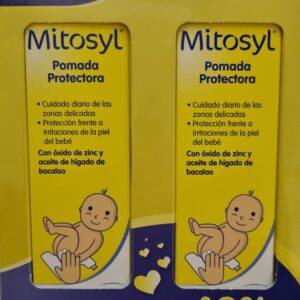 Mitosyl®
Pomada
Protectora
• Cuidado diario de las
zonas delicadas
• Protección frente a
irritaciones de la piel
del bebé
Con óxido de zinc y
aceite de hígado de
bacalao
Mitosyl®
Pomada
Protectora
• Cuidado diario de las
zonas delicadas
• Protección frente a
irritaciones de la piel
del bebé
Con óxido de zinc y
aceite de hígado de
bacalao